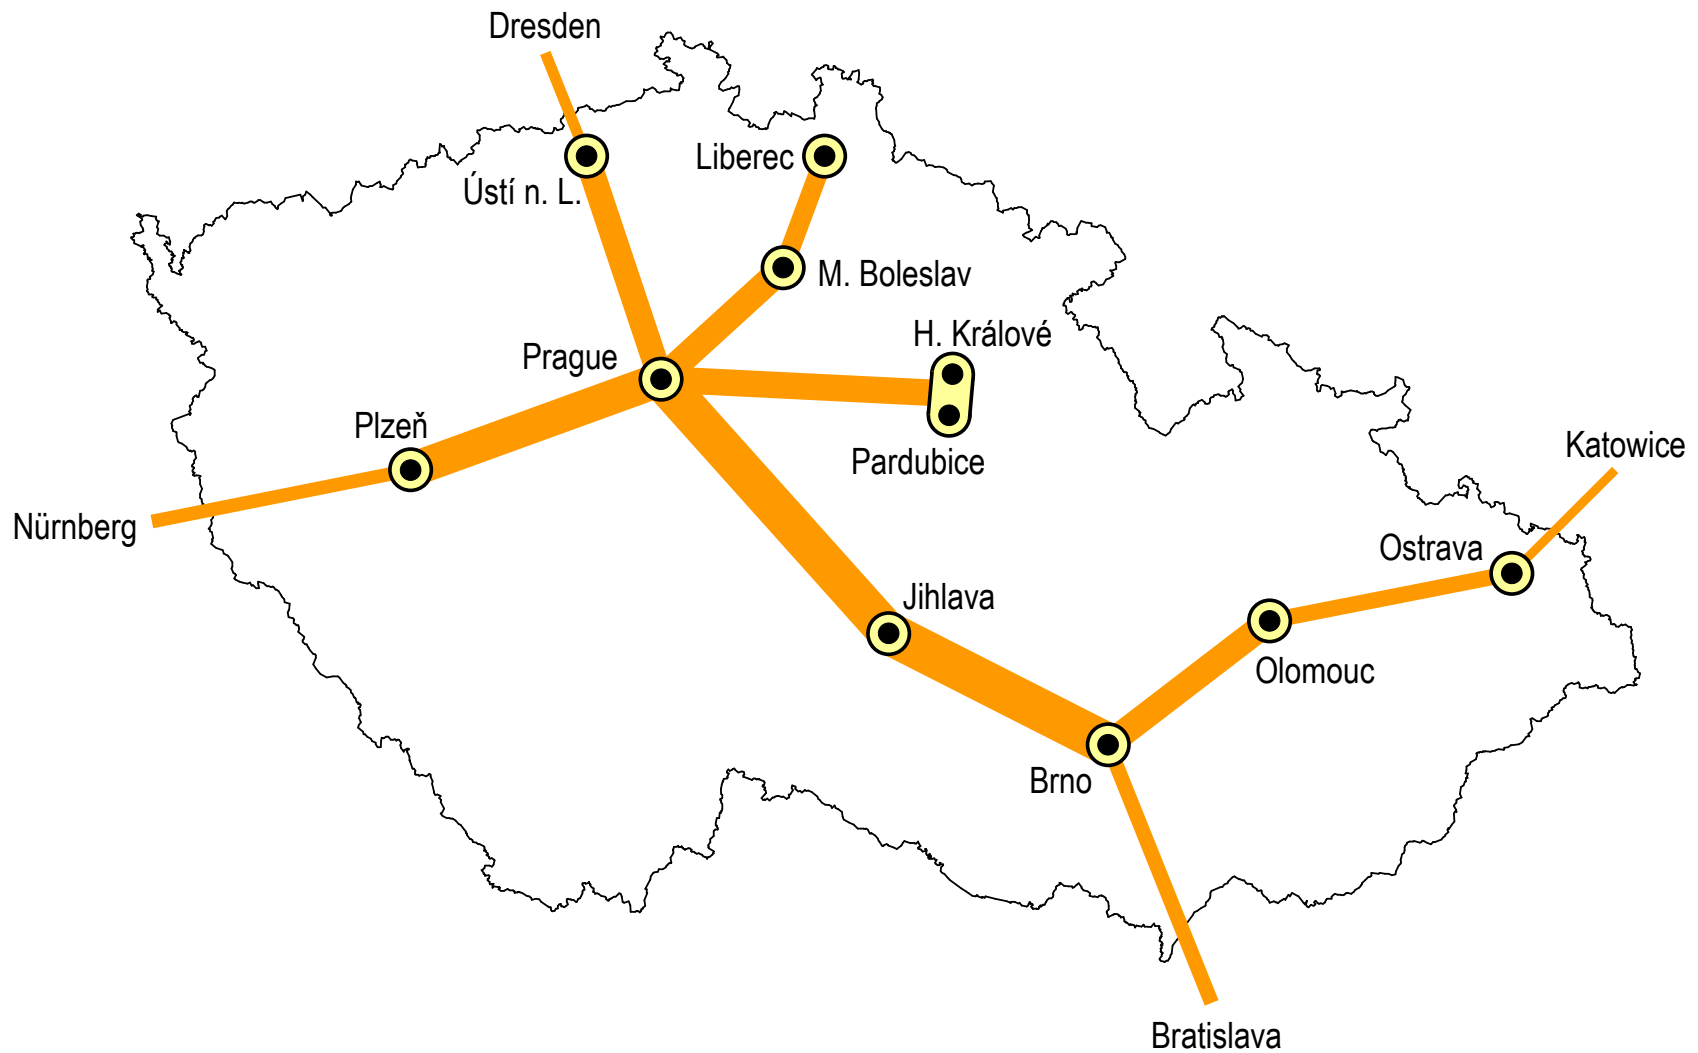 Dresden
Liberec
Ústí n. L.
M. Boleslav
H. Králové
Prague
Plzeň
Pardubice
Katowice
Nürnberg
Ostrava
Jihlava
Olomouc
Brno
Bratislava